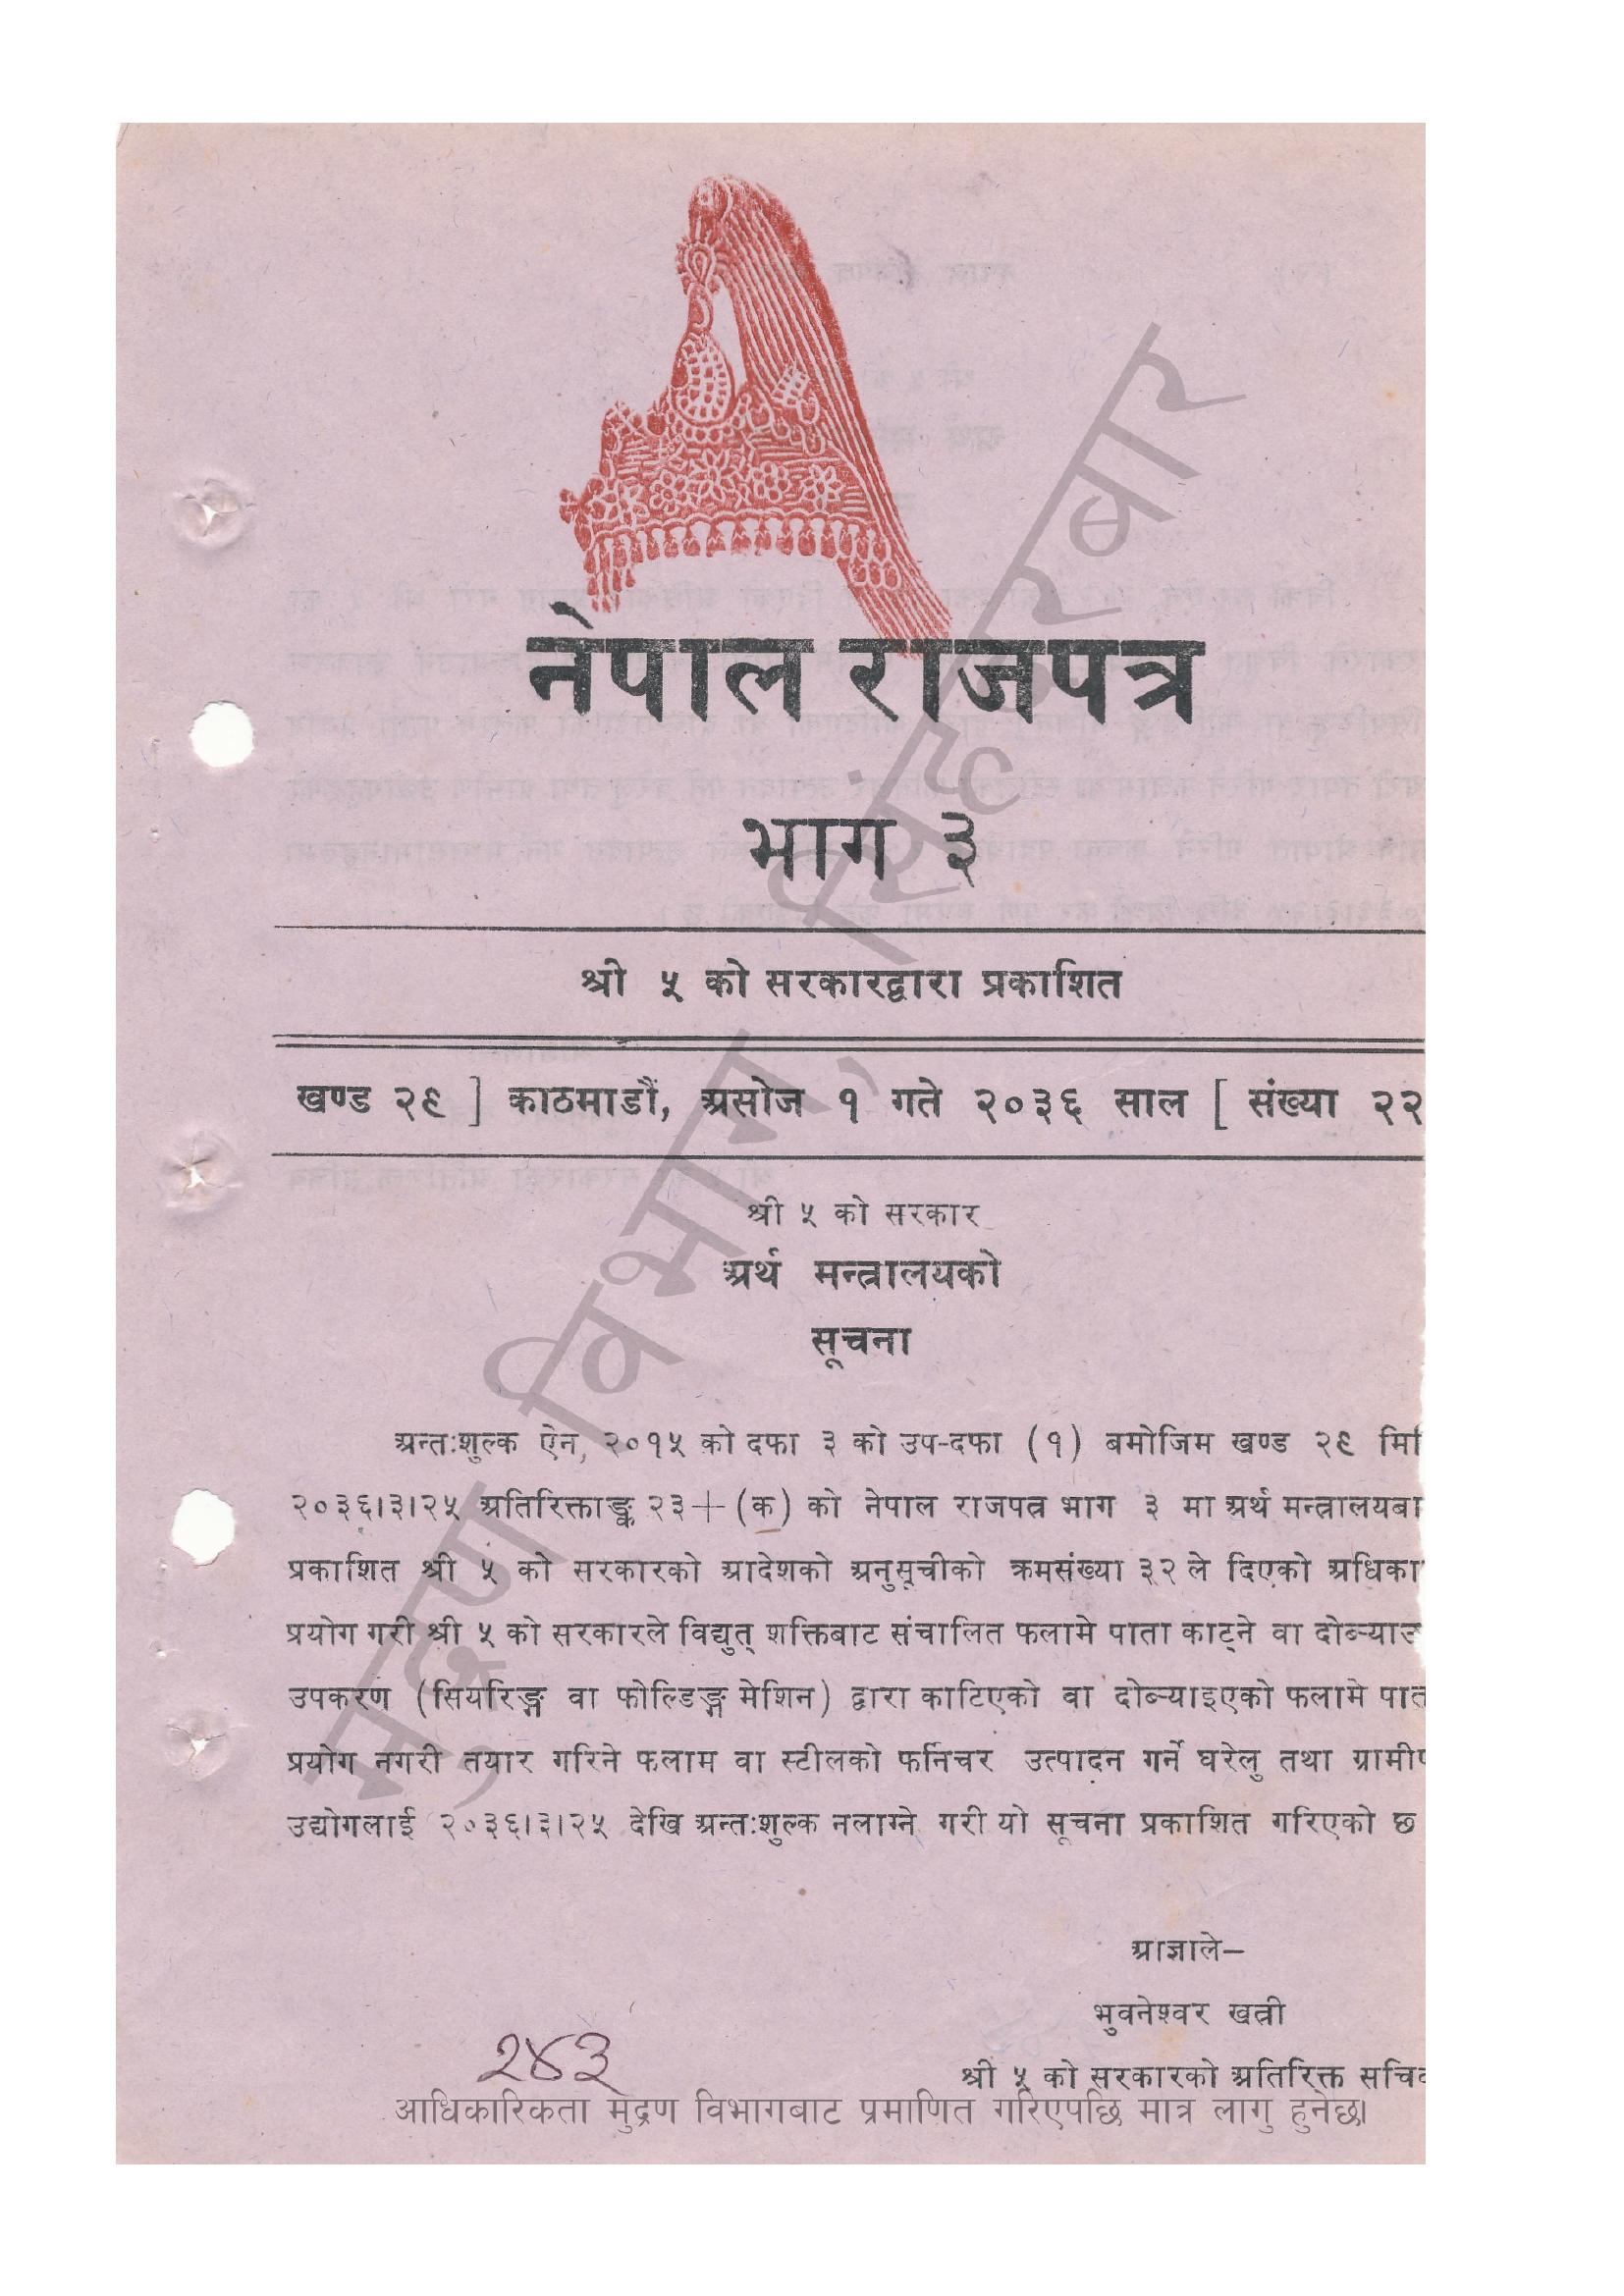 नेपाल राजपत्र
भाग ३
श्री ५ को सरकारद्वारा प्रकाशित
खण्ड २९ ] काठमाडौं, असोज १ गते २०३६ साल [ संख्या २२
श्री ५ को सरकार
अर्थ मन्त्रालयको
सूचना
अन्तःशुल्क ऐन, २०१५ को दफा ३ को उप-दफा (१) बमोजिम खण्ड २९
२०३६।३।२५ अतिरिक्ताङ्क २३+(क) को नेपाल राजपत्र भाग ३ मा अर्थ मन्त्रालयबा
प्रकाशित श्री ५ को सरकारको आदेशको अनुसूचीको क्रमसंख्या ३२ ले दिएको अधिका
प्रयोग गरी श्री ५ को सरकारले विद्युत् शक्तिबाट संचालित फलामे पाता काट्ने वा दोब्य्राउ
उपकरण (सियरिङ्ग वा फोल्डिङ्ग मेशिन) द्वारा काटिएको वा दोब्य्राइएको फलामे पात
प्रयोग नगरी तयार गरिने फलाम वा स्टीलको फर्निचर उत्पादन गर्ने घरेलु तथा ग्रामी
उद्योगलाई २०३६।३।२५ देखि अन्तःशुल्क नलाग्ने गरी यो सूचना प्रकाशित गरिएको छ
आज्ञाले–
भुवनेश्वर खत्री
श्री ५ को सरकारको अतिरिक्त सचि
२४३
आधिकारिकता मुद्रण विभागबाट प्रमाणित गरिएपछि मात्र लागु हुनेछ।
मुद्रण विभाग, सिंहदरवार